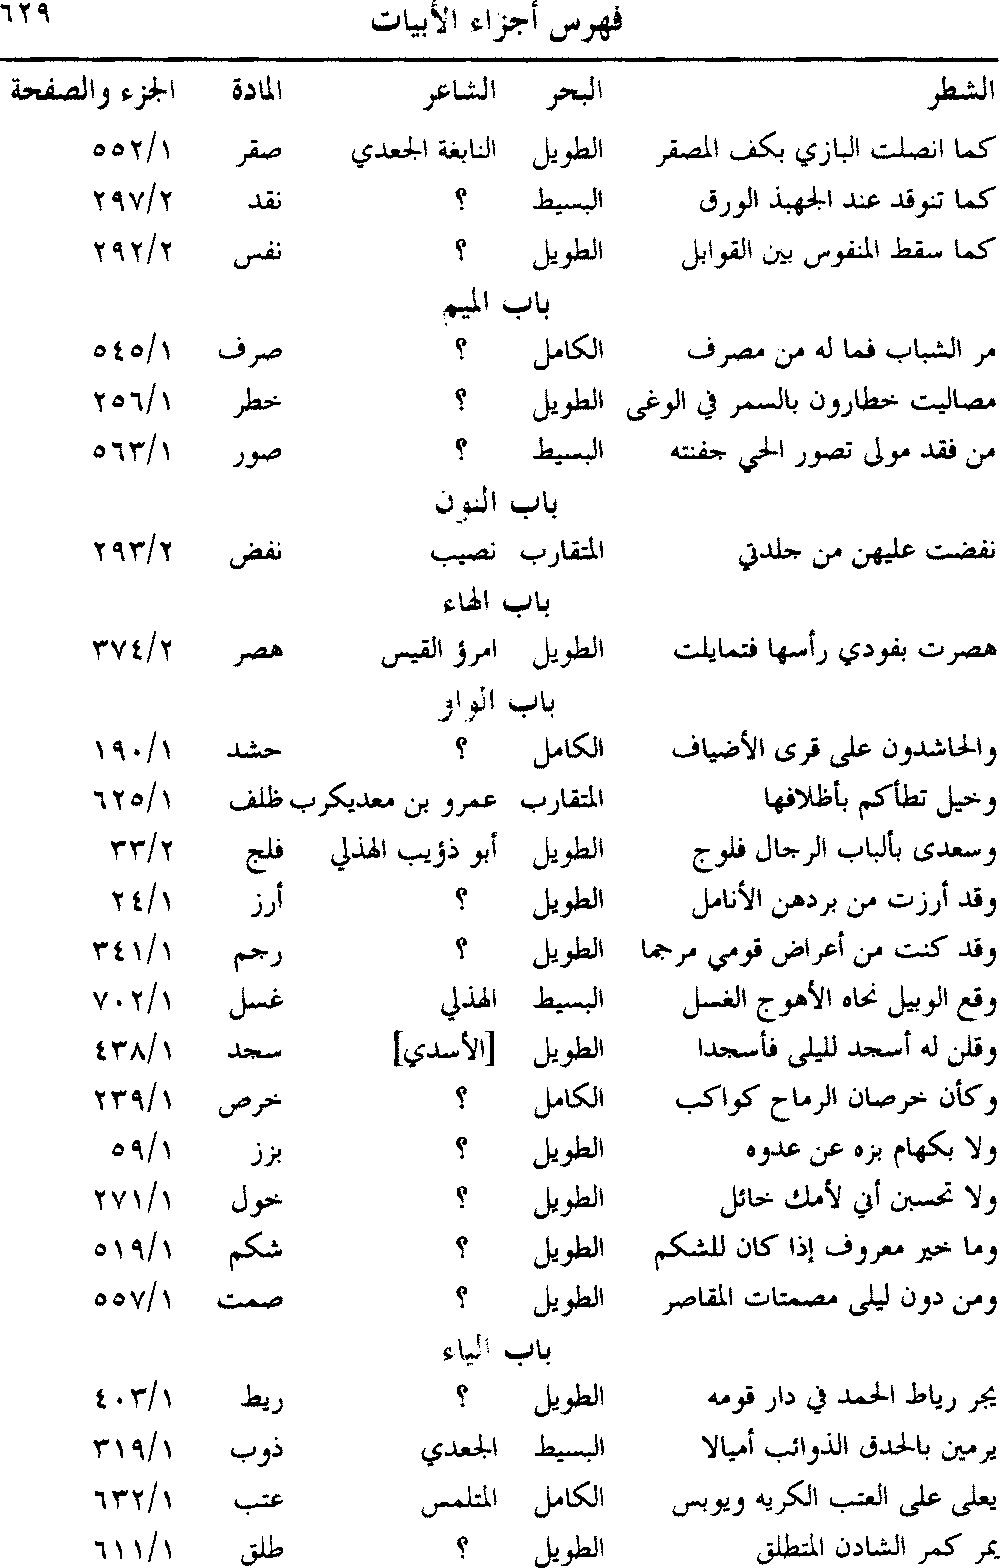 فهرس أجزاء الأبيات ٦٢٩
الشطر البحر الشاعر المادة الجزء والصفحة
كما انصلت البازي بكف المصقر الطويل النابغة الجعدي صقر ٥٥٢/١
كما تنوقد عند الجهبذ الورق البسيط ؟ نقد ٢٩٧/٢
كما سقط المنفوس بين القوابل الطويل ؟ نفس ٢٩٢/٢
باب الميم
مر الشباب فما له من مصرف الكامل ؟ صرف ٥٤٥/١
مصاليت خطارون بالسمر في الوغى الطويل ؟ خطر ٢٥٦/١
من فقد مولى تصور الحي جفنته البسيط ؟ صور ٥٦٣/١
باب النون
نفضت عليهن من جلدتي المتقارب نصيب نفض ٢٩٣/٢
باب الهاء
هصرت بفودي رأسها فتمايلت الطويل امرؤ القيس هصر ٣٧٤/٢
باب الواو
والحاشدون على قرى الأضياف الكامل ؟ حشد ١٩٠/١
وخيل تطأكم بأظلافها المتقارب عمرو بن معديكرب ظلف ٦٢٥/١
وسعدى بألباب الرجال فلوج الطويل أبو ذؤيب الهذلي فلج ٣٣/٢
وقد أرزت من بردهن الأنامل الطويل ؟ أرز ٢٤/١
وقد كنت من أعراض قومي مرجما الطويل ؟ رجم ٣٤١/١
وقع الوبيل نحاه الأهوج الغسل البسيط الهذلي غسل ٧٠٢/١
وقلن له أسجد لليلى فأسجدا الطويل [الأسدي] سجد ٤٣٨/١
وكأن خرصان الرماح كواكب الكامل ؟ خرص ٢٣٩/١
ولا بكهام بزه عن عدوه الطويل ؟ بزز ٥٩/١
ولا تحسبن أني لأمك خائل الطويل ؟ خول ٢٧١/١
وما خير معروف إذا كان للشكم الطويل ؟ شكم ٥١٩/١
ومن دون ليلى مصمتات المقاصر الطويل ؟ صمت ٥٥٧/١
باب الياء
يجر رياط الحمد في دار قومه الطويل ؟ ريط ٤٠٣/١
يرمين بالحدق الذوائب أميالا البسيط الجعدي ذوب ٣١٩/١
يعلى على العتب الكريه ويوبس الكامل المتلمس عتب ٦٣٢/١
يمر كمر الشادن المتطلق الطويل ؟ طلق ٦١١/١